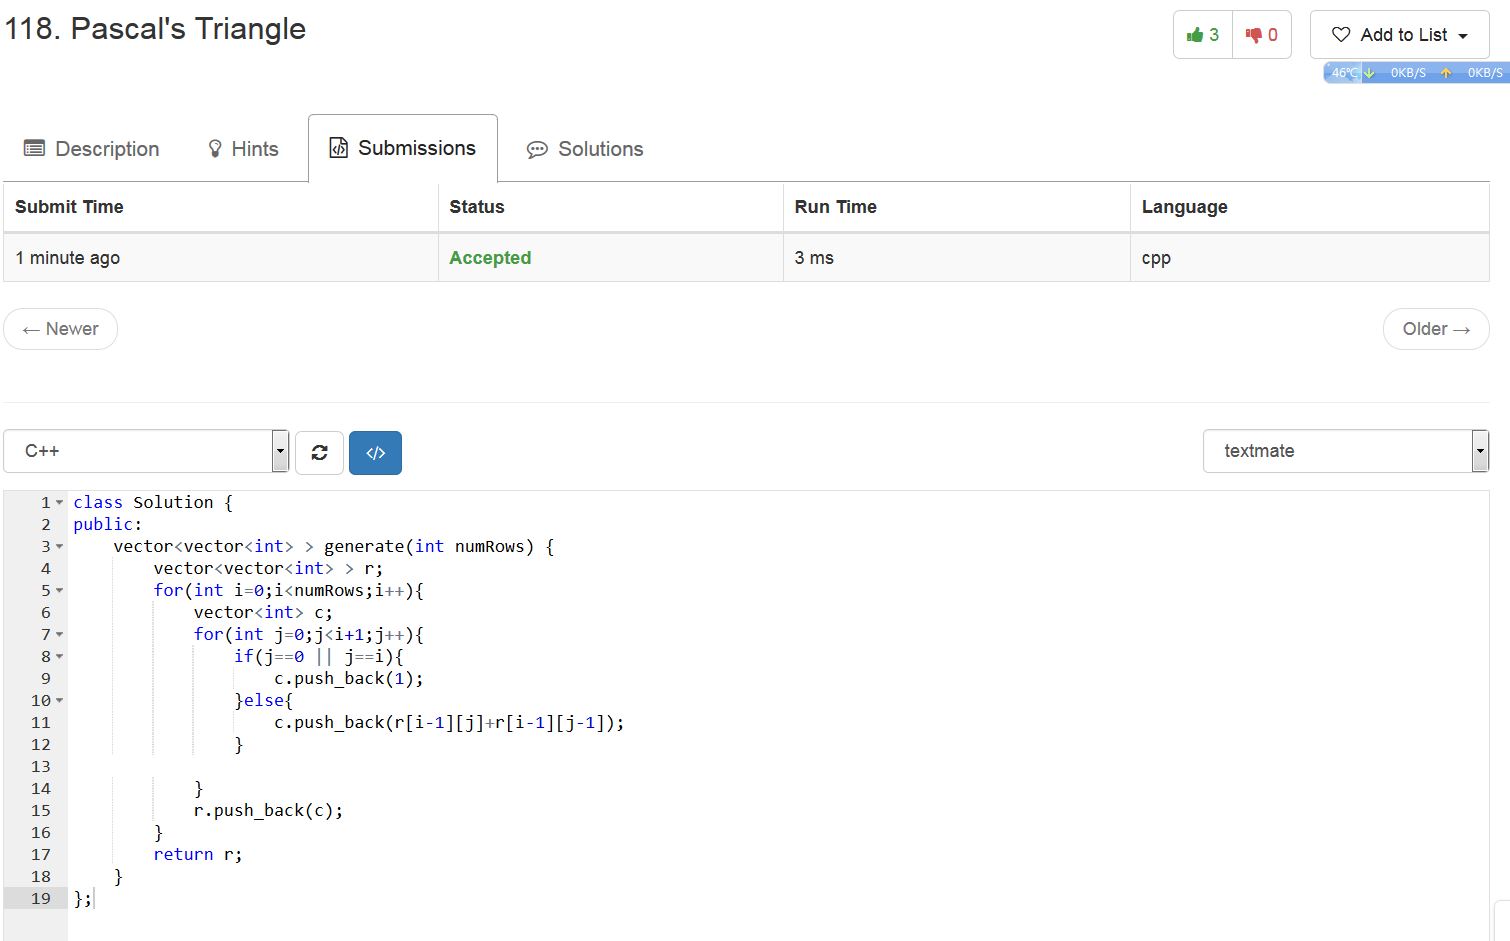 118. Pascal's Triangle
3 0 Add to List
46°C 0KB/S 0KB/S
Description Hints Submissions Solutions
Submit Time Status Run Time Language
1 minute ago Accepted 3 ms cpp
← Newer Older →
C++ </> textmate
1 class Solution {
2 public:
3     vector<vector<int> > generate(int numRows) {
4         vector<vector<int> > r;
5         for(int i=0;i<numRows;i++){
6             vector<int> c;
7             for(int j=0;j<i+1;j++){
8                 if(j==0 || j==i){
9                     c.push_back(1);
10                 }else{
11                     c.push_back(r[i-1][j]+r[i-1][j-1]);
12                 }
13
14             }
15             r.push_back(c);
16         }
17         return r;
18     }
19 };